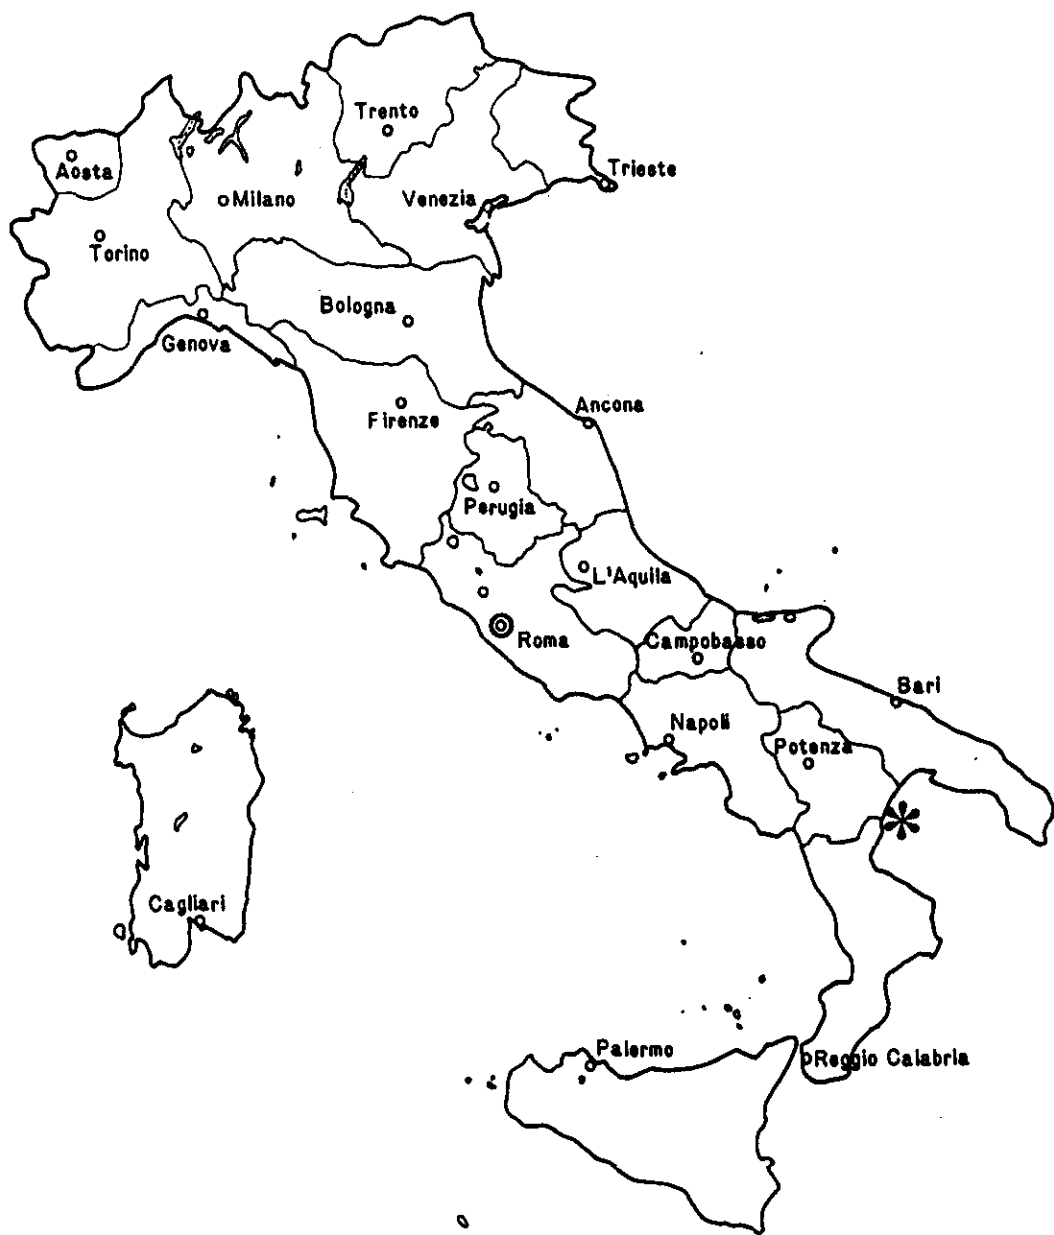 Trento
Aosta
Trieste
Milano
Venezia
Torino
Bologna
Genova
Ancona
Firenze
Perugia
L'Aquila
Roma
Campobasso
Bari
Napoli
Potenza
Cagliari
Palermo
Reggio Calabria